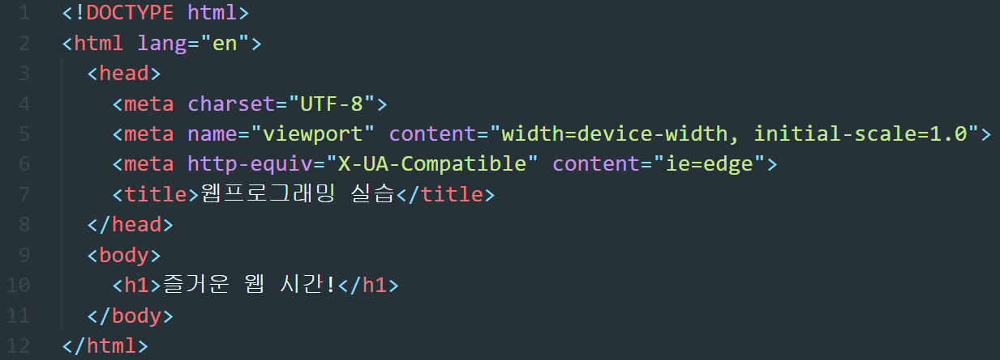 1 <!DOCTYPE html>
2 <html lang="en">
3 <head>
4 <meta charset="UTF-8">
5 <meta name="viewport" content="width=device-width, initial-scale=1.0">
6 <meta http-equiv="X-UA-Compatible" content="ie=edge">
7 <title>웹프로그래밍 실습</title>
8 </head>
9 <body>
10 <h1>즐거운 웹 시간!</h1>
11 </body>
12 </html>